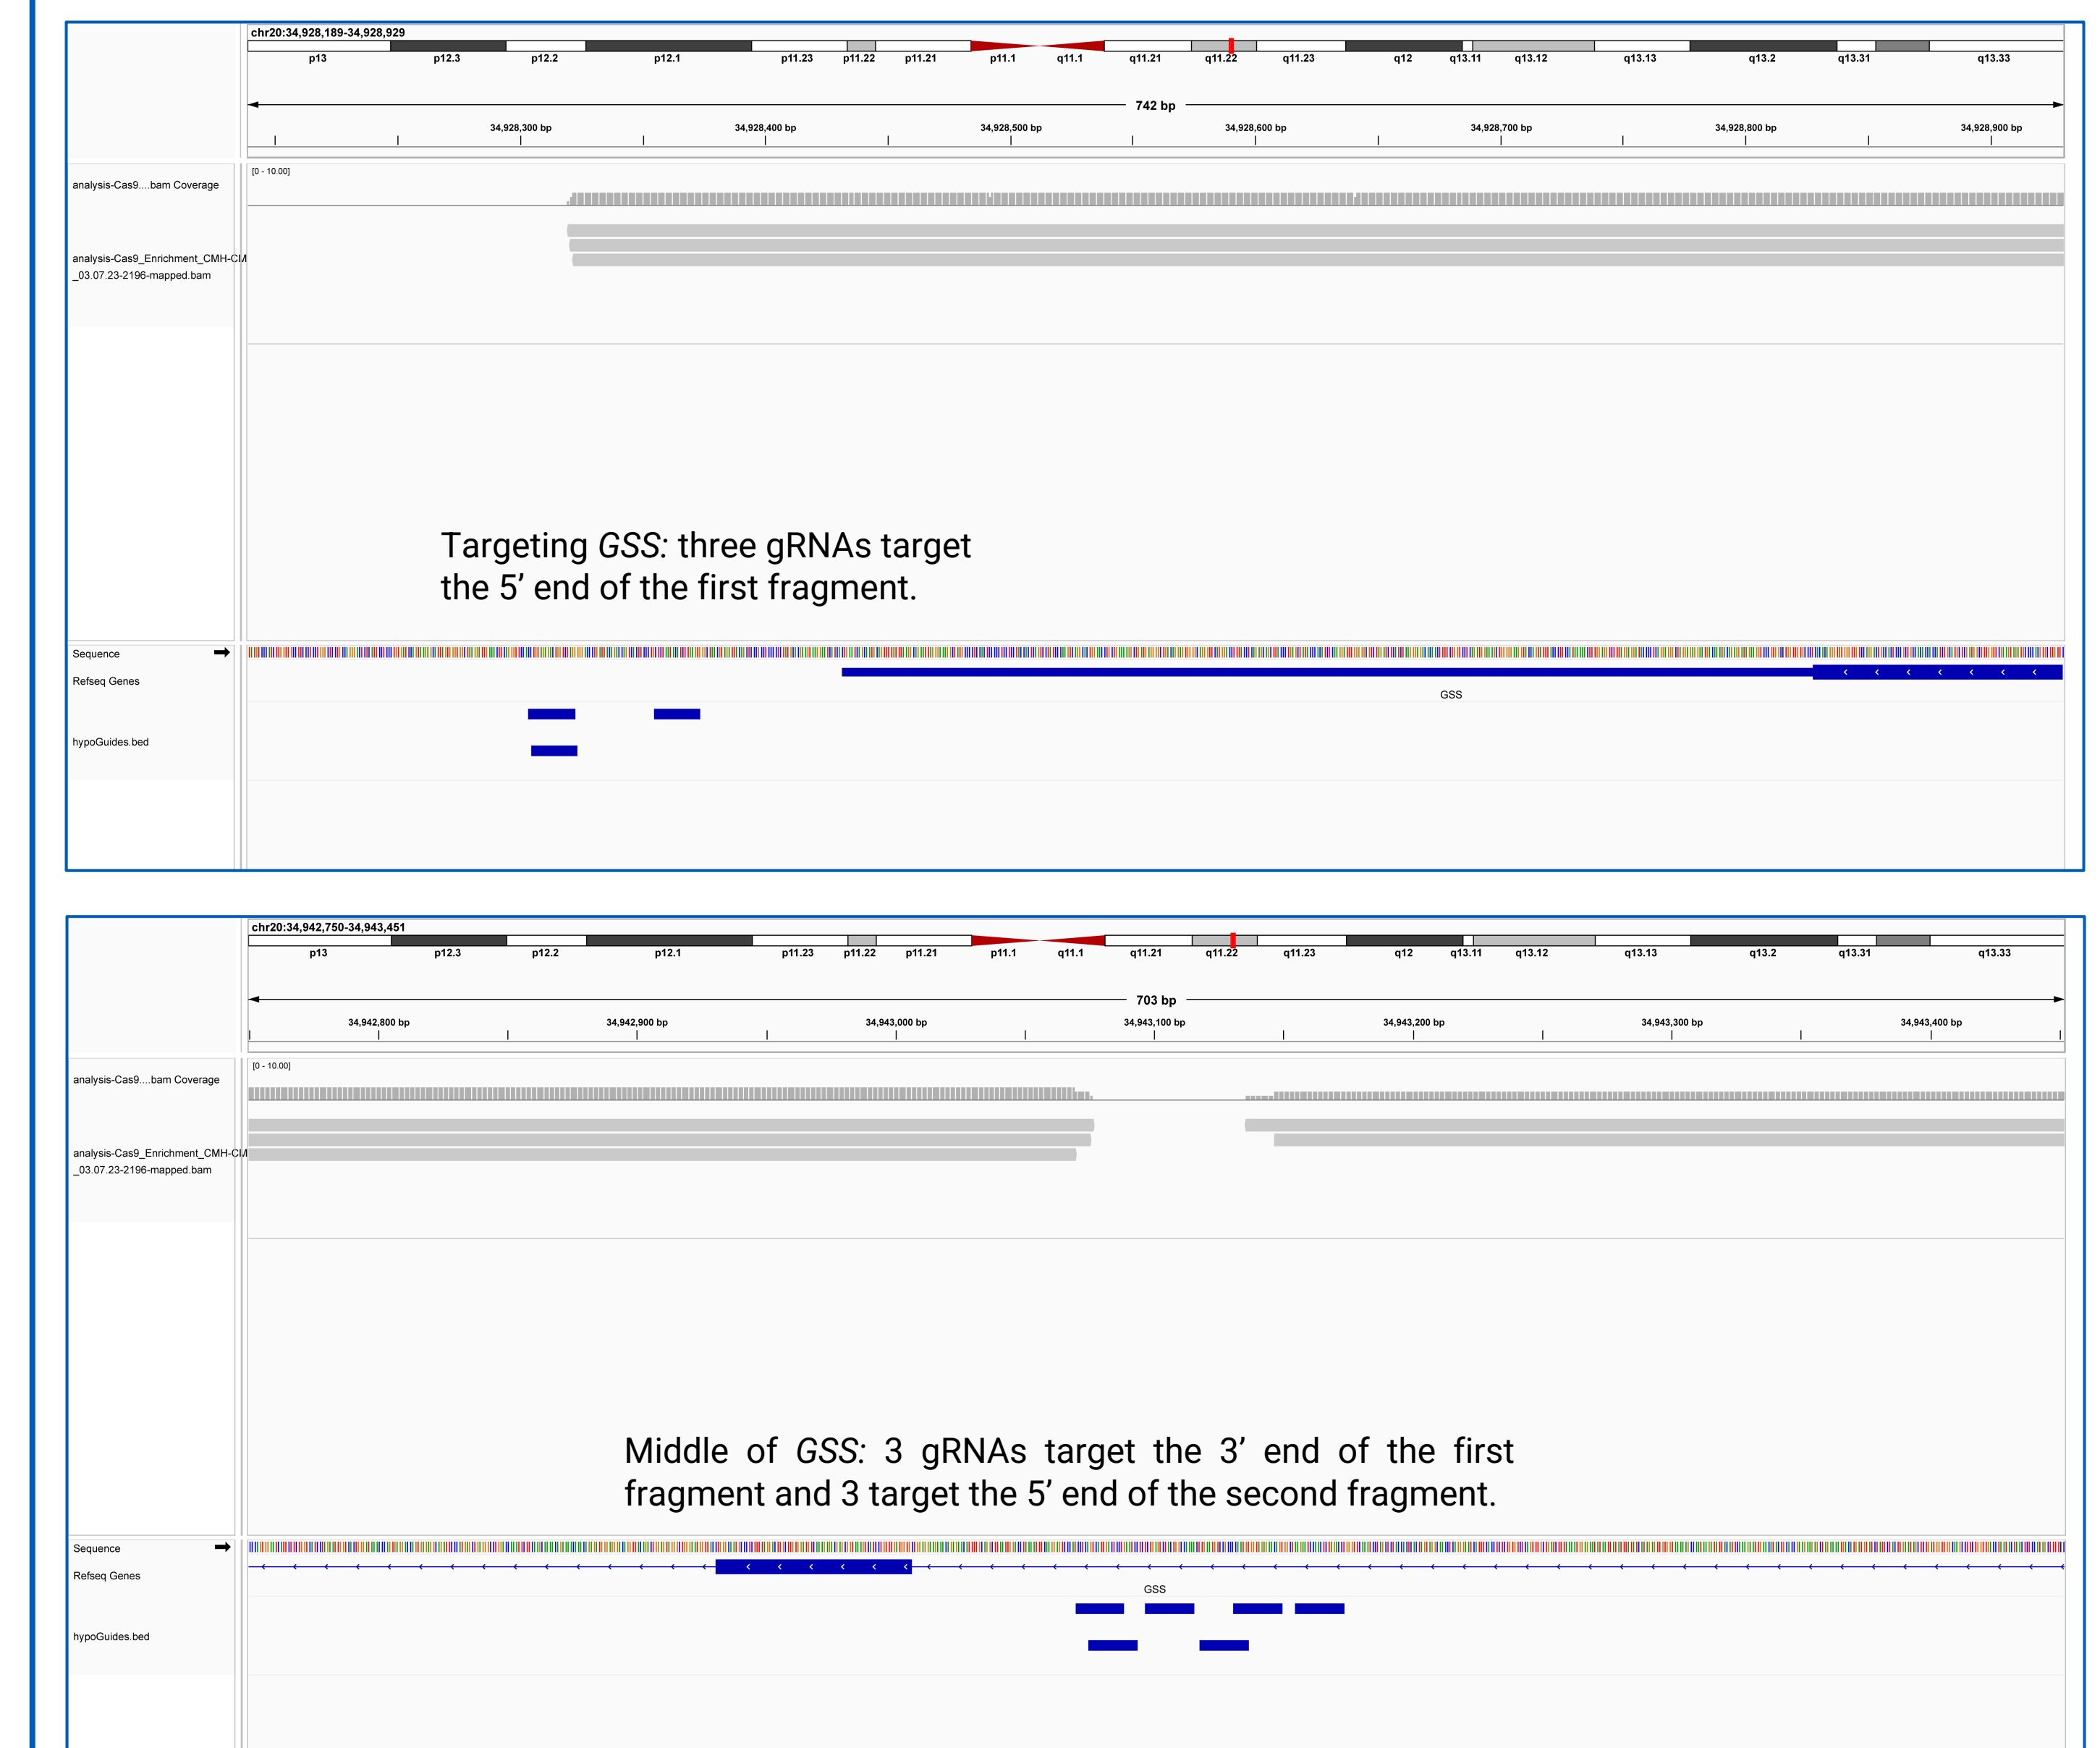 chr20:34,928,189-34,928,929
p13 p12.3 p12.2 p12.1 p11.23 p11.22 p11.21 p11.1 q11.1 q11.21 q11.22 q11.23 q12 q13.11 q13.12 q13.13 q13.2 q13.31 q13.33
742 bp
34,928,300 bp 34,928,400 bp 34,928,500 bp 34,928,600 bp 34,928,700 bp 34,928,800 bp 34,928,900 bp
[0 - 10.00]
analysis-Cas9....bam Coverage
analysis-Cas9_Enrichment_CMH-CM
_03.07.23-2196-mapped.bam
Targeting GSS: three gRNAs target
the 5’ end of the first fragment.
Sequence
Refseq Genes
GSS
hypoGuides.bed
chr20:34,942,750-34,943,451
p13 p12.3 p12.2 p12.1 p11.23 p11.22 p11.21 p11.1 q11.1 q11.21 q11.22 q11.23 q12 q13.11 q13.12 q13.13 q13.2 q13.31 q13.33
703 bp
34,942,800 bp 34,942,900 bp 34,943,000 bp 34,943,100 bp 34,943,200 bp 34,943,300 bp 34,943,400 bp
[0 - 10.00]
analysis-Cas9....bam Coverage
analysis-Cas9_Enrichment_CMH-CM
_03.07.23-2196-mapped.bam
Middle of GSS: 3 gRNAs target the 3’ end of the first
fragment and 3 target the 5’ end of the second fragment.
Sequence
Refseq Genes
GSS
hypoGuides.bed